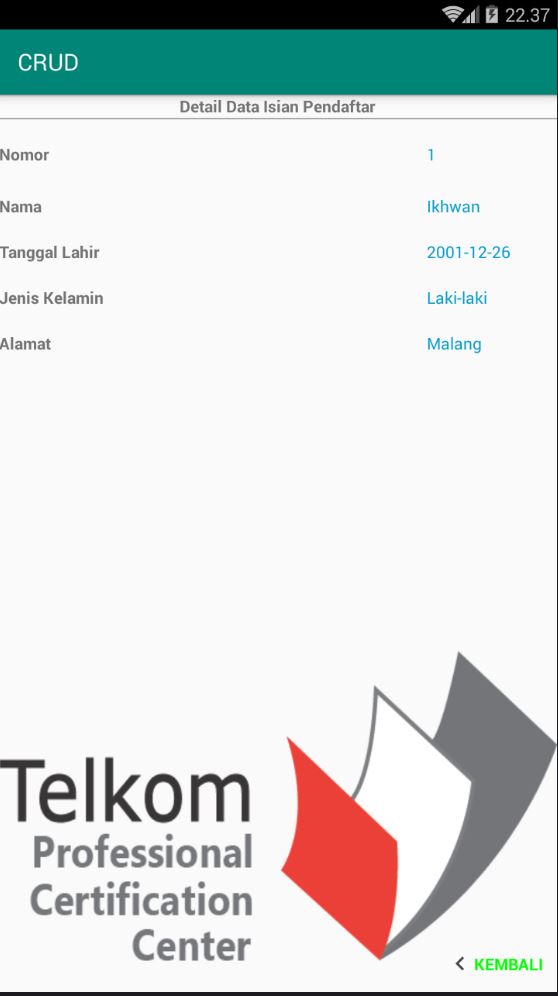 22.37
CRUD
Detail Data Isian Pendaftar
Nomor 1
Nama Ikhwan
Tanggal Lahir 2001-12-26
Jenis Kelamin Laki-laki
Alamat Malang
Telkom
Professional
Certification
Center
KEMBALI